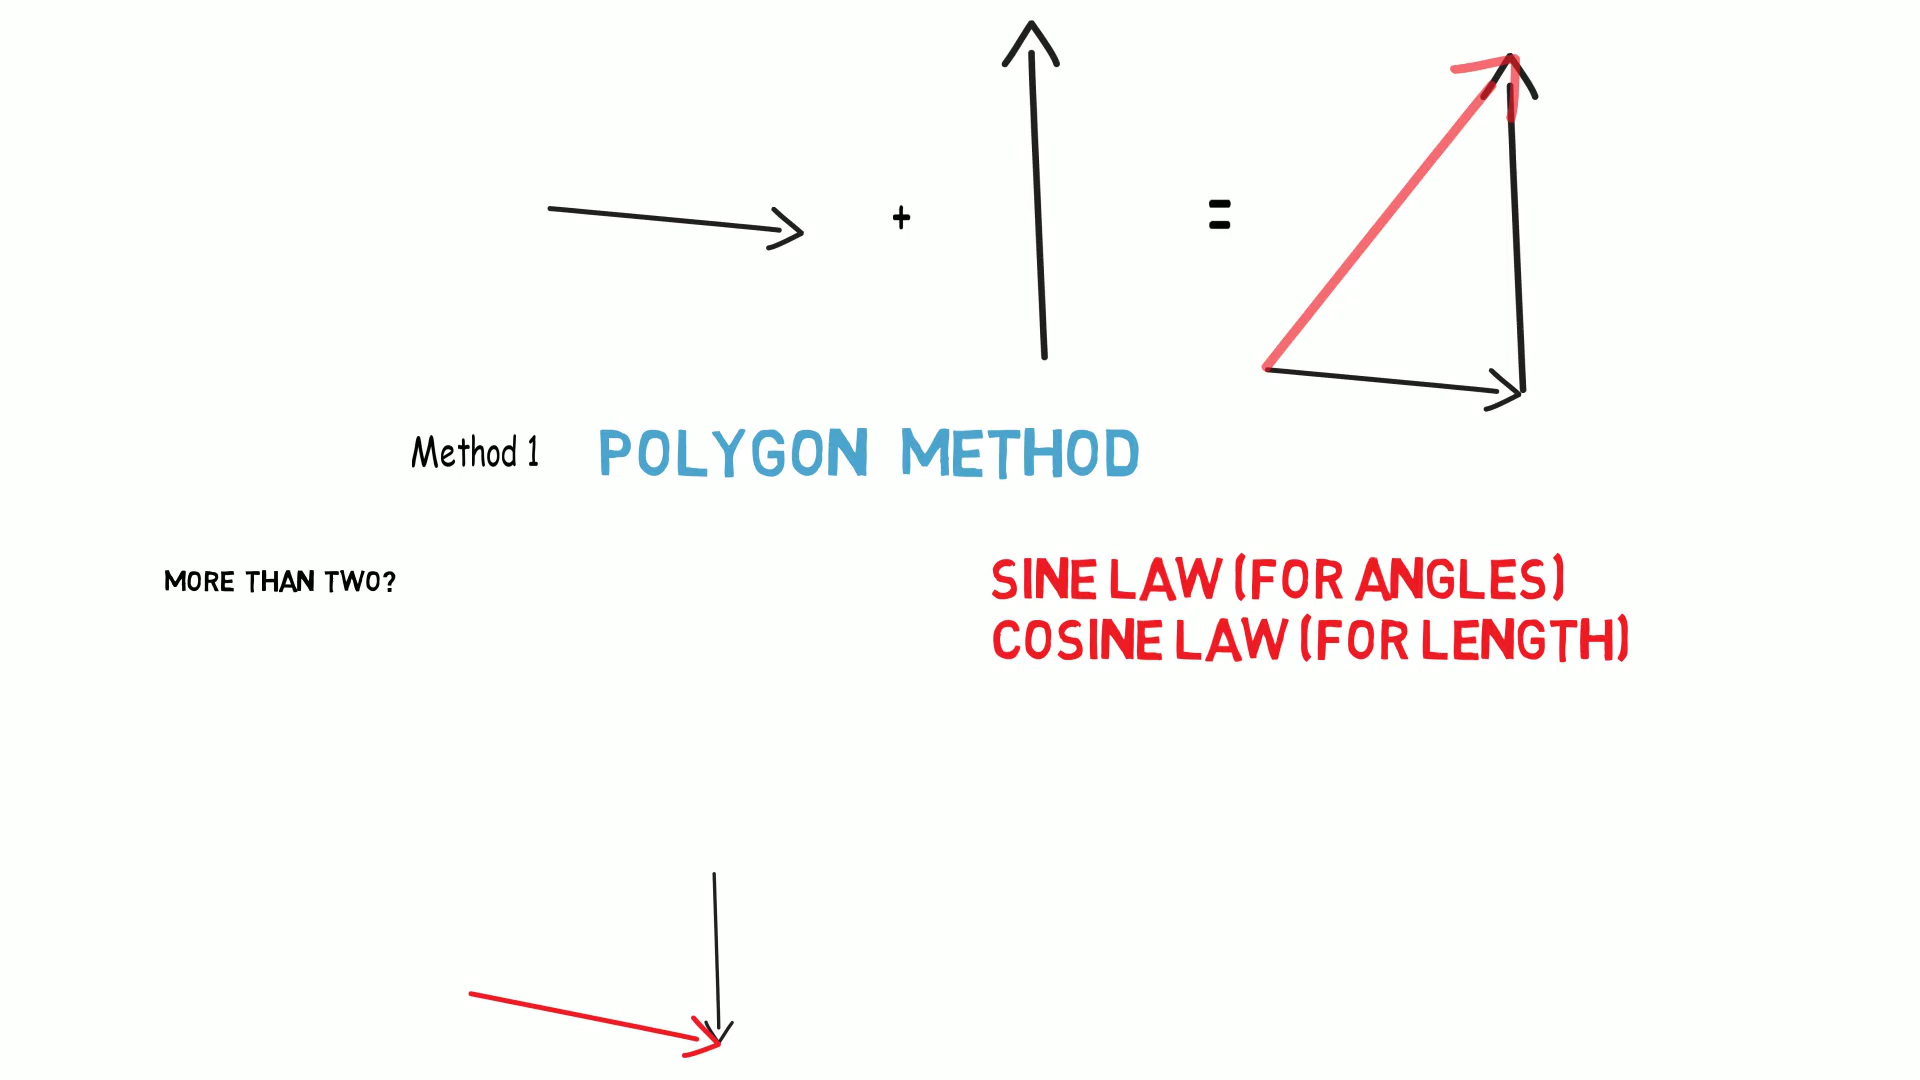 + =
Method 1 POLYGON METHOD
MORE THAN TWO?
SINE LAW (FOR ANGLES)
COSINE LAW (FOR LENGTH)